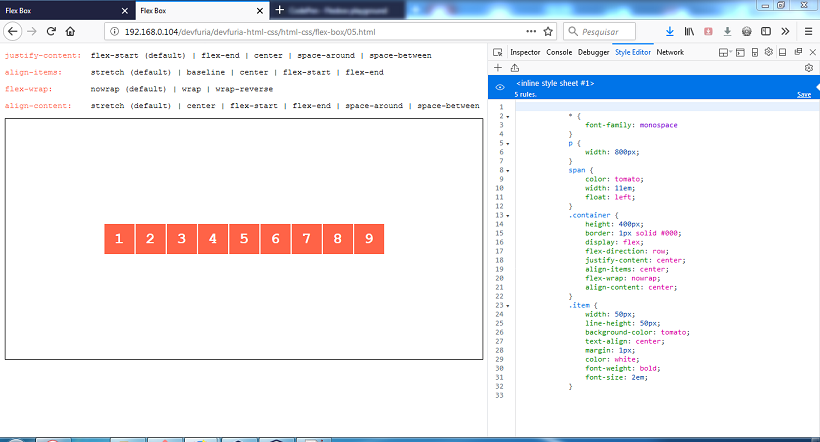 Flex Box
Flex Box
192.168.0.104/devfuria/devfuria-html-css/html-css/flex-box/05.html
Pesquisar
justify-content: flex-start (default) | flex-end | center | space-around | space-between
align-items: stretch (default) | baseline | center | flex-start | flex-end
flex-wrap: nowrap (default) | wrap | wrap-reverse
align-content: stretch (default) | center | flex-start | flex-end | space-around | space-between
1 2 3 4 5 6 7 8 9
Inspector Console Debugger Style Editor Network
<inline style sheet #1>
5 rules.
Save
1
2 * {
3 font-family: monospace
4 }
5 p {
6 width: 800px;
7 }
8 span {
9 color: tomato;
10 width: 11em;
11 float: left;
12 }
13 .container {
14 height: 400px;
15 border: 1px solid #000;
16 display: flex;
17 flex-direction: row;
18 justify-content: center;
19 align-items: center;
20 flex-wrap: nowrap;
21 align-content: center;
22 }
23 .item {
24 width: 50px;
25 line-height: 50px;
26 background-color: tomato;
27 text-align: center;
28 margin: 1px;
29 color: white;
30 font-weight: bold;
31 font-size: 2em;
32 }
33